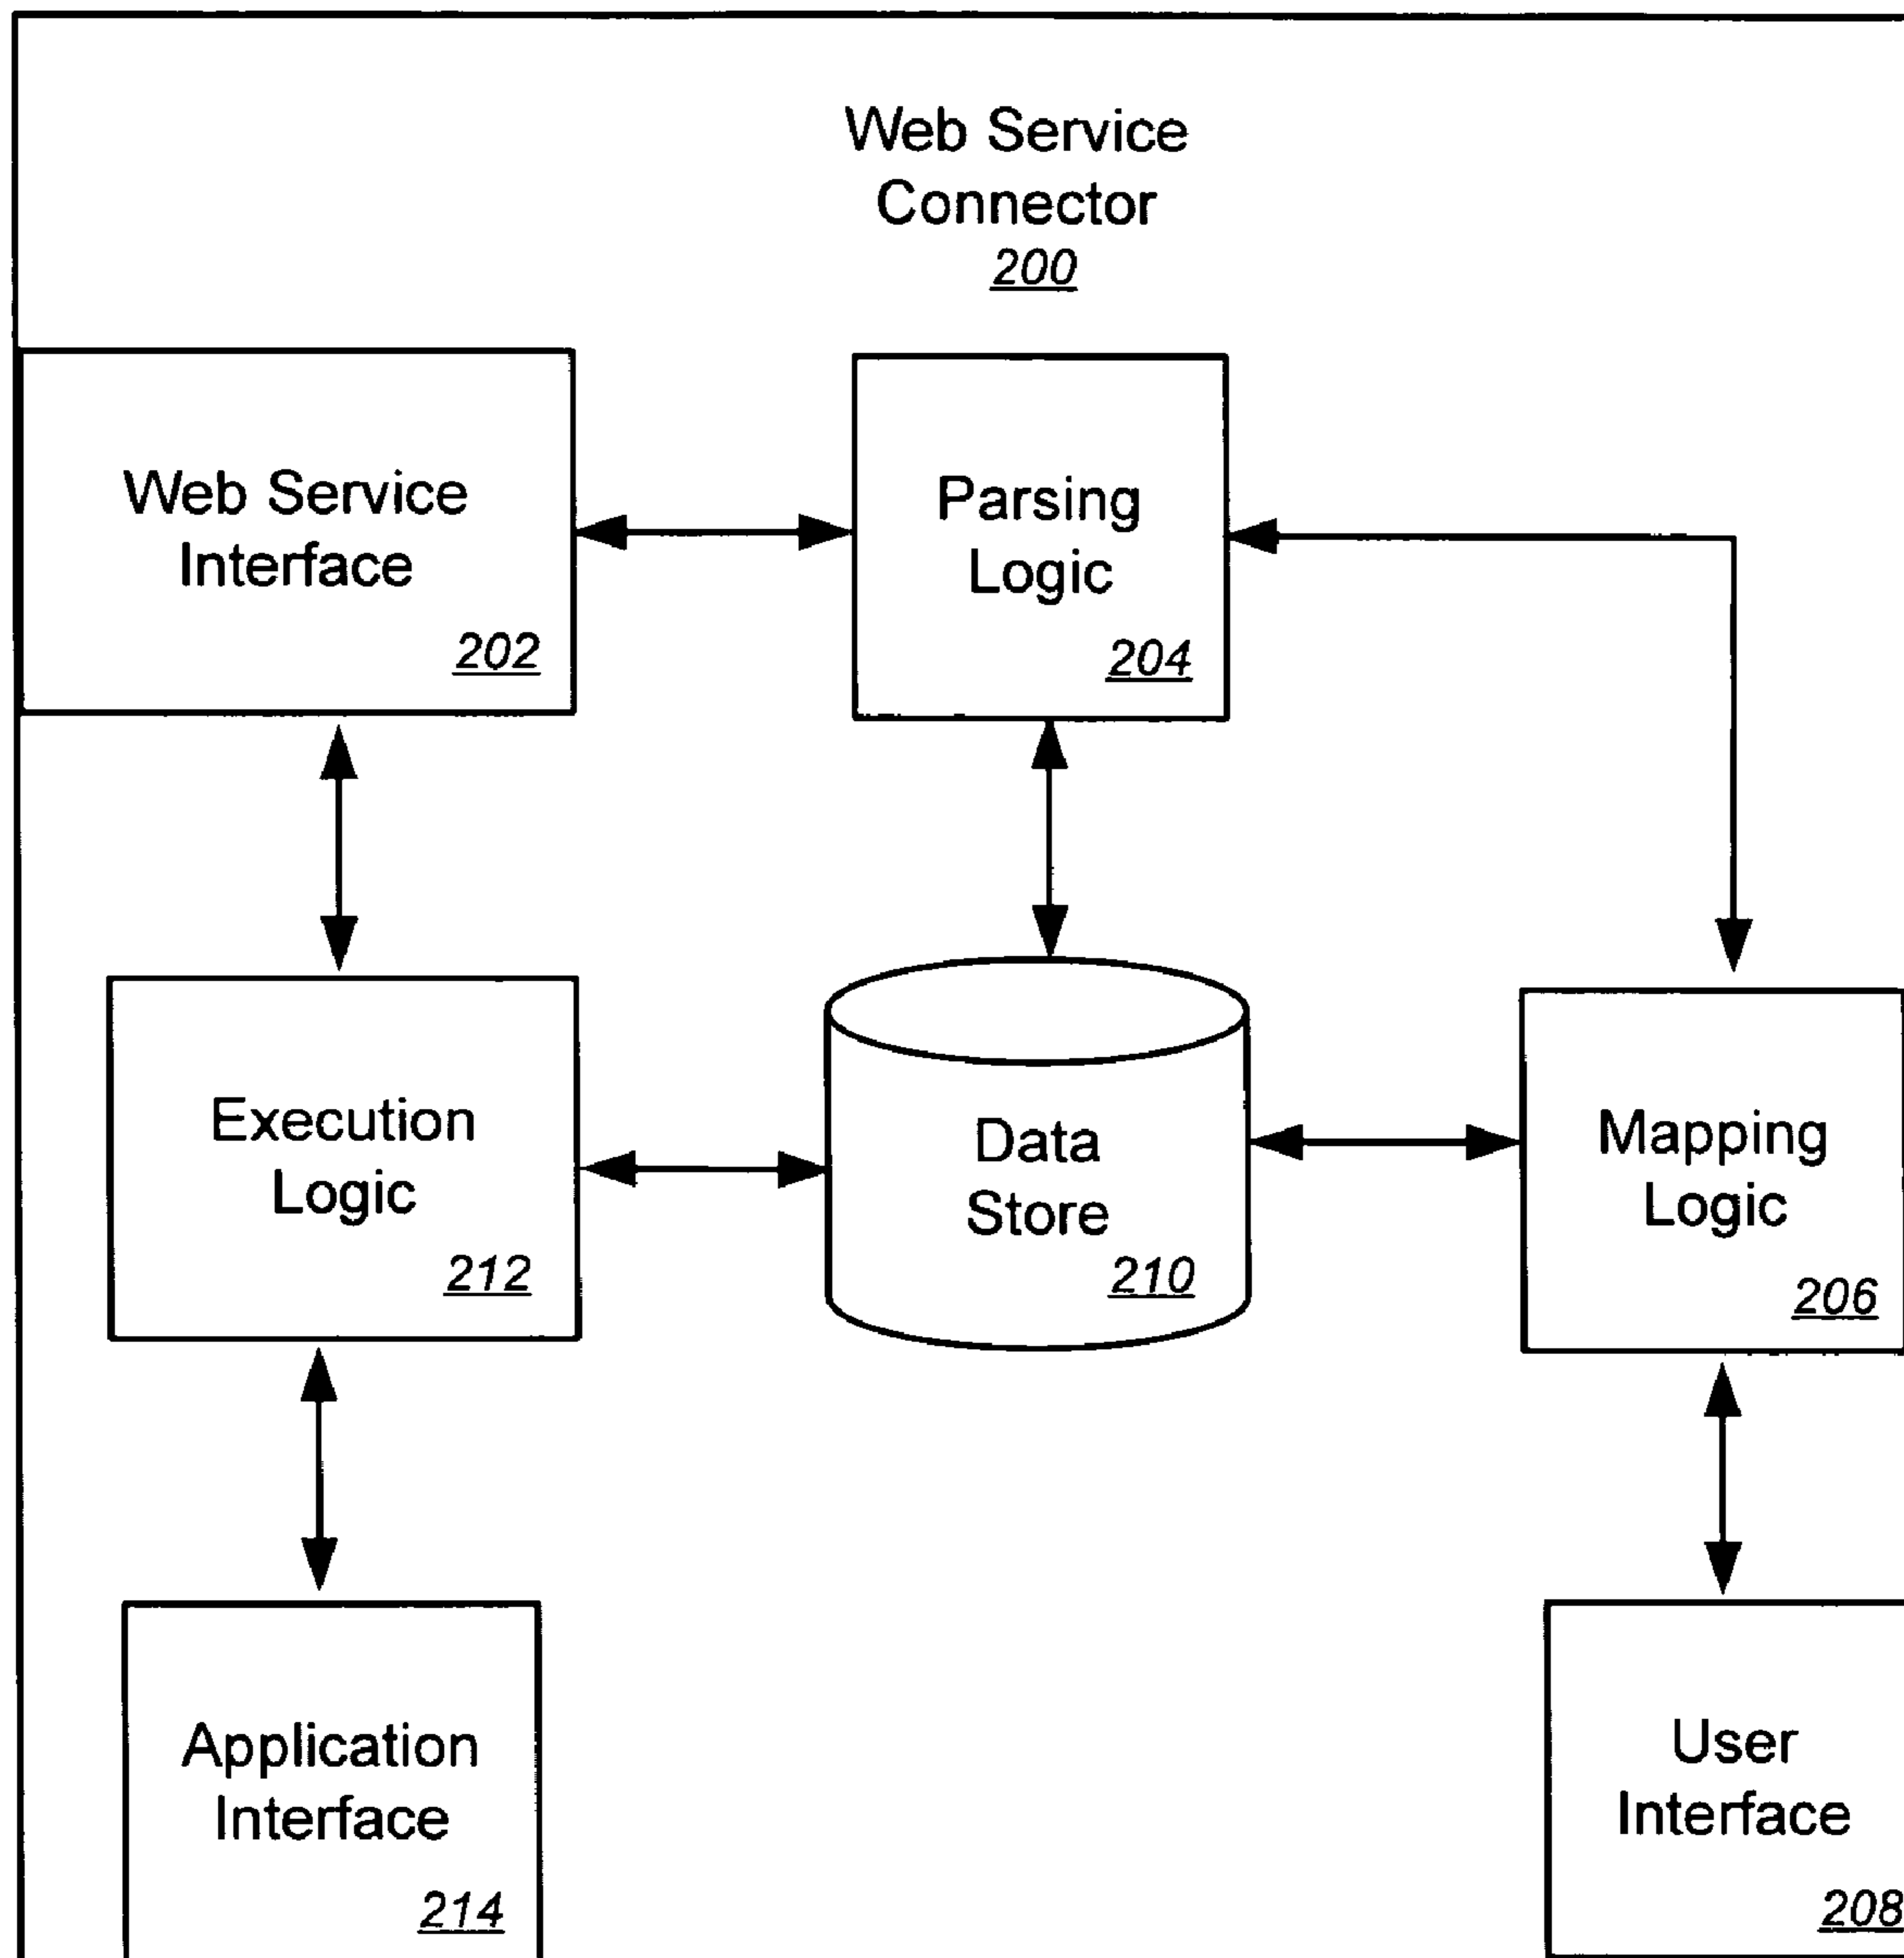 Web Service
Connector
200
Web Service
Interface
202
Parsing
Logic
204
Execution
Logic
212
Data
Store
210
Mapping
Logic
206
Application
Interface
214
User
Interface
208